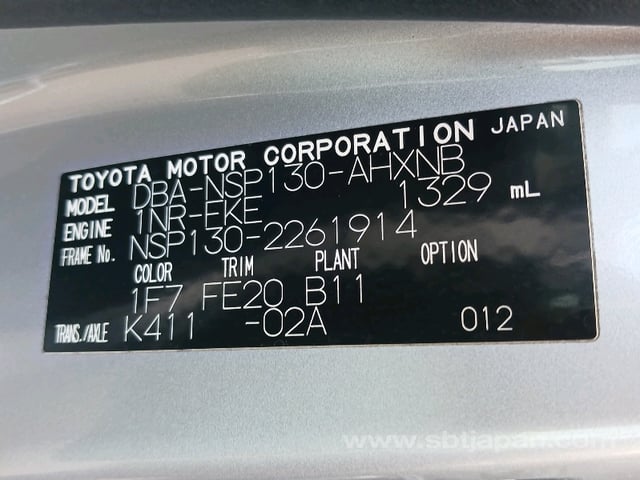 TOYOTA MOTOR CORPORATION JAPAN
MODEL DBA-NSP130-AHXNB
ENGINE 1NR-FKE 1329 mL
FRAME No. NSP130-2261914
COLOR TRIM PLANT OPTION
1F7 FE20 B11
TRANS./AXLE K411 -02A 012
www.sbtjapan.com